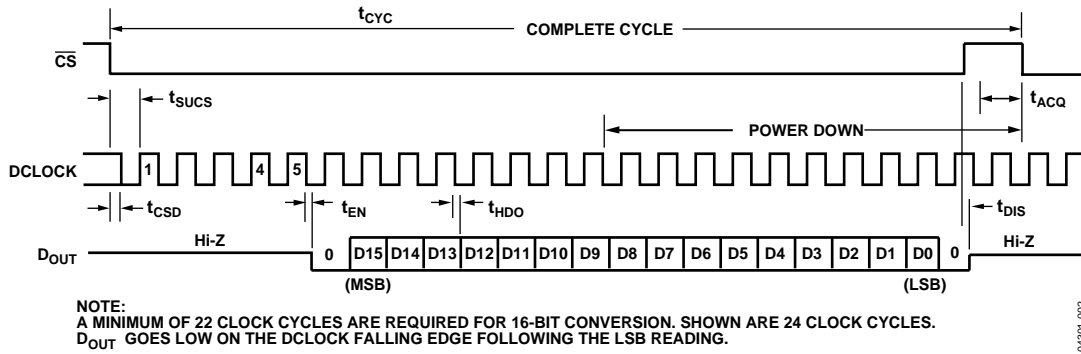 tCYC
COMPLETE CYCLE
CS
tSUCS
tACQ
POWER DOWN
DCLOCK
1 4 5
tCSD
tEN
tHDO
tDIS
Hi-Z
Hi-Z
DOUT
0 D15 D14 D13 D12 D11 D10 D9 D8 D7 D6 D5 D4 D3 D2 D1 D0 0
(MSB)
(LSB)
NOTE:
A MINIMUM OF 22 CLOCK CYCLES ARE REQUIRED FOR 16-BIT CONVERSION. SHOWN ARE 24 CLOCK CYCLES.
DOUT GOES LOW ON THE DCLOCK FALLING EDGE FOLLOWING THE LSB READING.